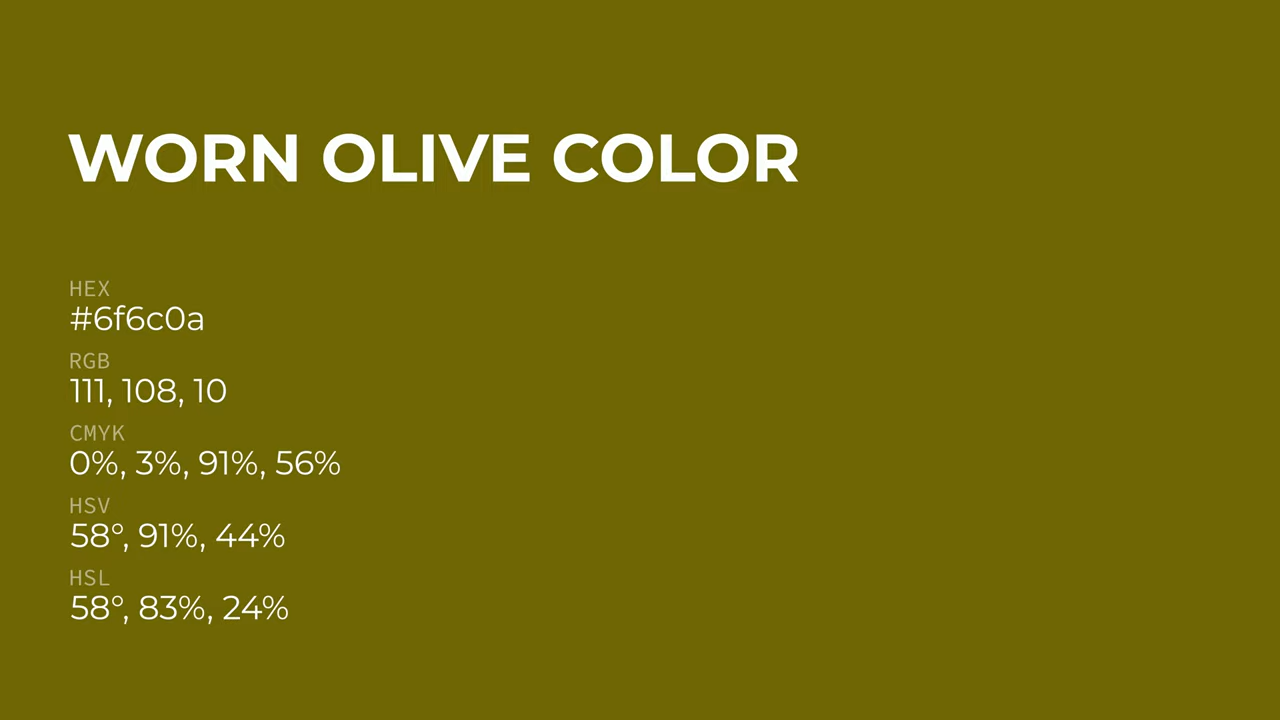 WORN OLIVE COLOR
HEX
#6f6c0a
RGB
111, 108, 10
CMYK
0%, 3%, 91%, 56%
HSV
58°, 91%, 44%
HSL
58°, 83%, 24%